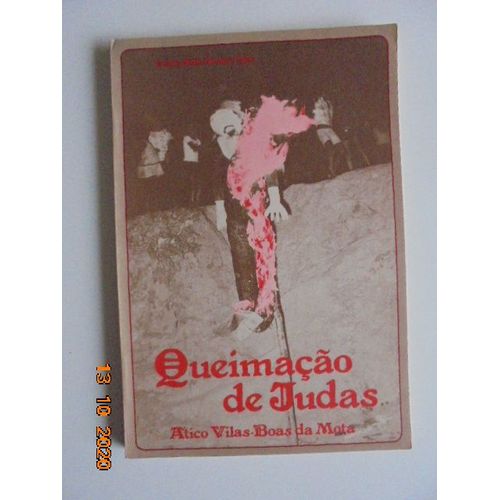 Queimação
de Judas
Atico Vilas-Boas da Mota
13 10 2020